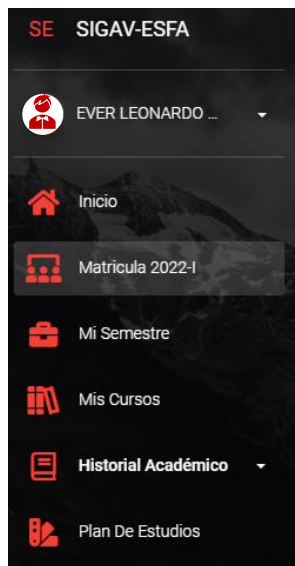 SE SIGAV-ESFA
EVER LEONARDO ...
Inicio
Matricula 2022-I
Mi Semestre
Mis Cursos
Historial Académico
Plan De Estudios